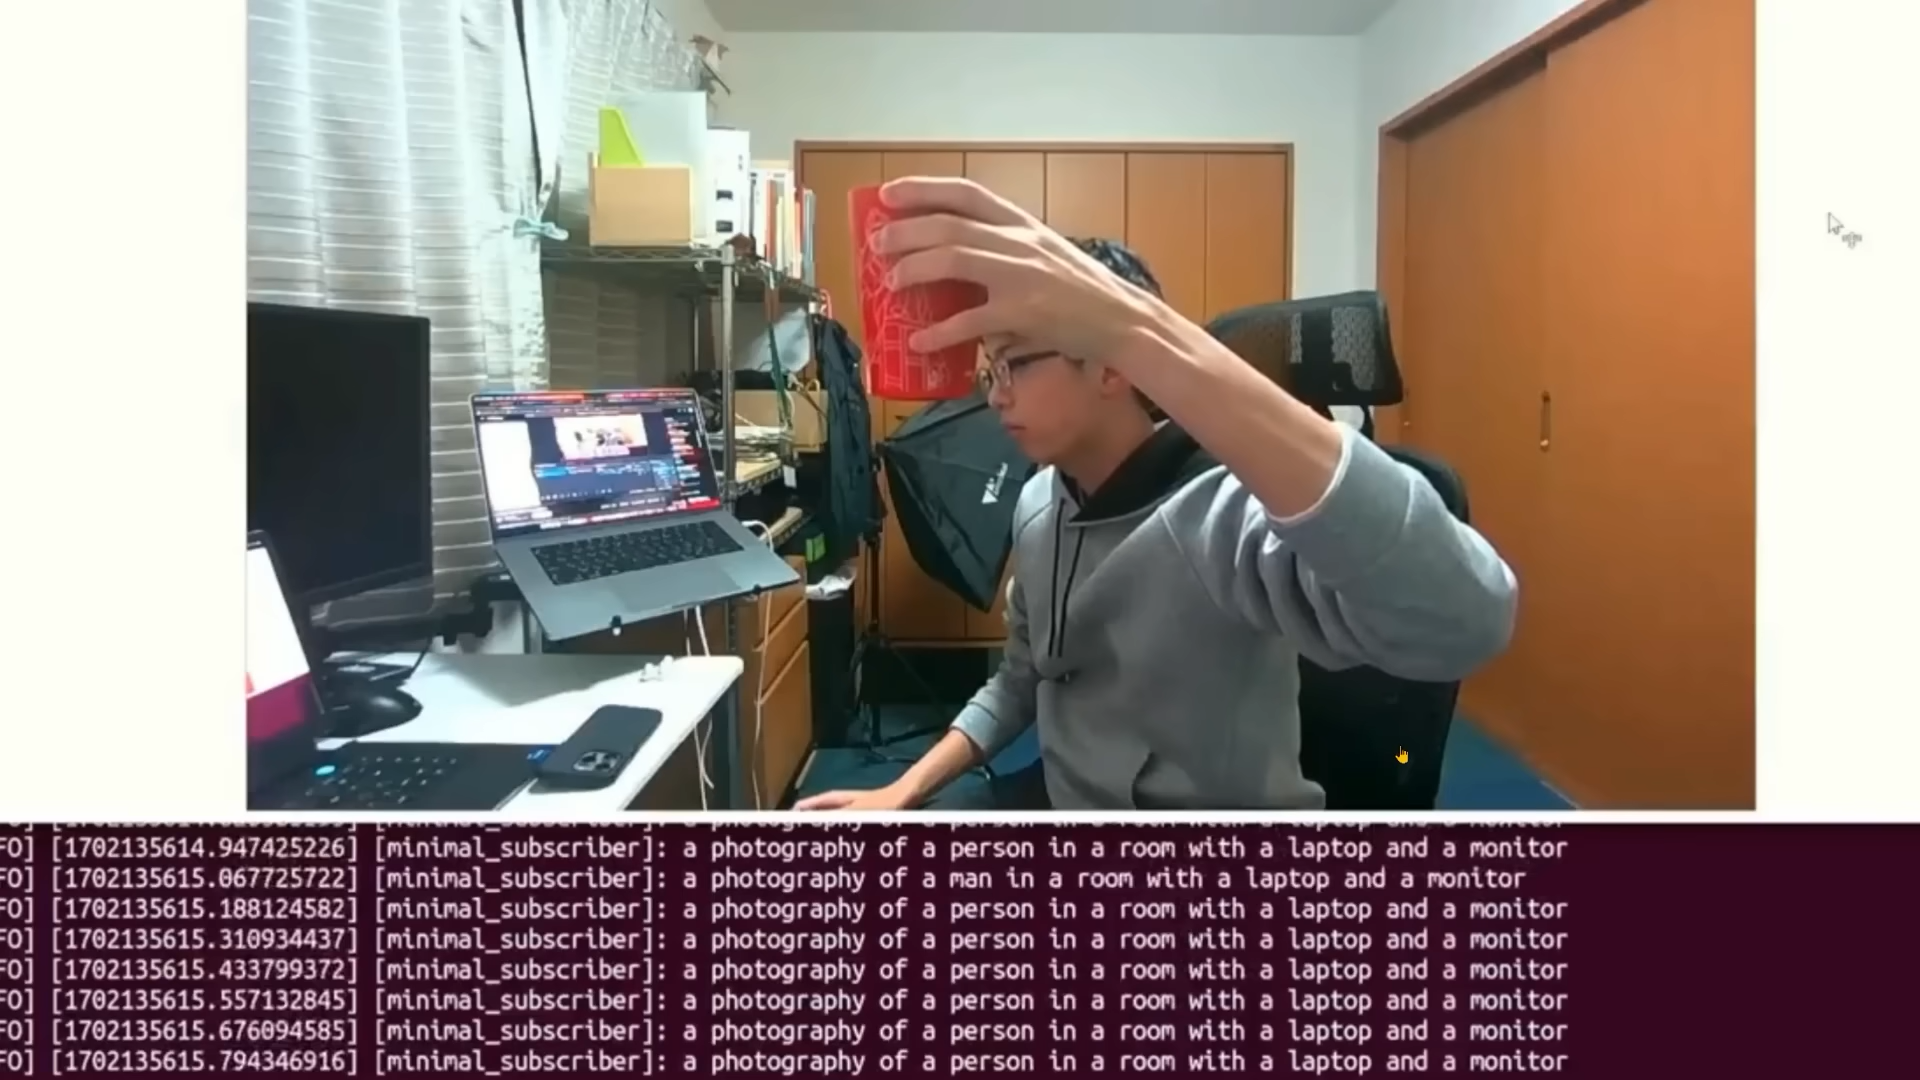 FO] [1702135614.947425226] [minimal_subscriber]: a photography of a person in a room with a laptop and a monitor
FO] [1702135615.067725722] [minimal_subscriber]: a photography of a man in a room with a laptop and a monitor
FO] [1702135615.188124582] [minimal_subscriber]: a photography of a person in a room with a laptop and a monitor
FO] [1702135615.310934437] [minimal_subscriber]: a photography of a person in a room with a laptop and a monitor
FO] [1702135615.433799372] [minimal_subscriber]: a photography of a person in a room with a laptop and a monitor
FO] [1702135615.557132845] [minimal_subscriber]: a photography of a person in a room with a laptop and a monitor
FO] [1702135615.676094585] [minimal_subscriber]: a photography of a person in a room with a laptop and a monitor
FO] [1702135615.794346916] [minimal_subscriber]: a photography of a person in a room with a laptop and a monitor